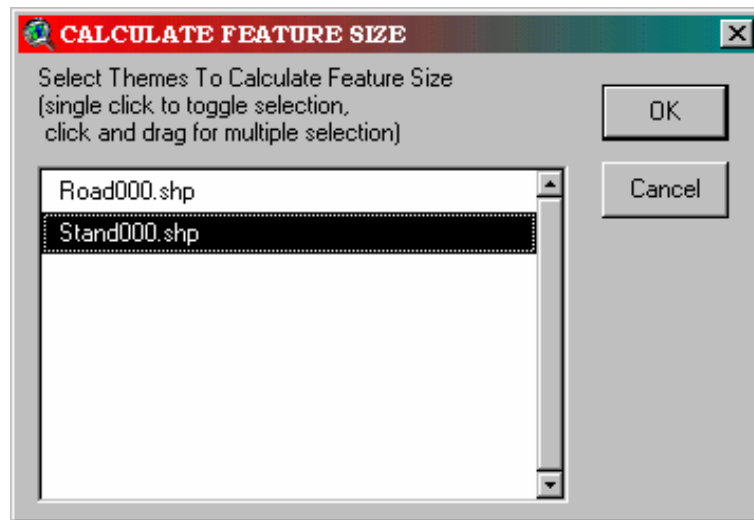 CALCULATE FEATURE SIZE
Select Themes To Calculate Feature Size
(single click to toggle selection,
click and drag for multiple selection)
OK
Cancel
Road000.shp
Stand000.shp